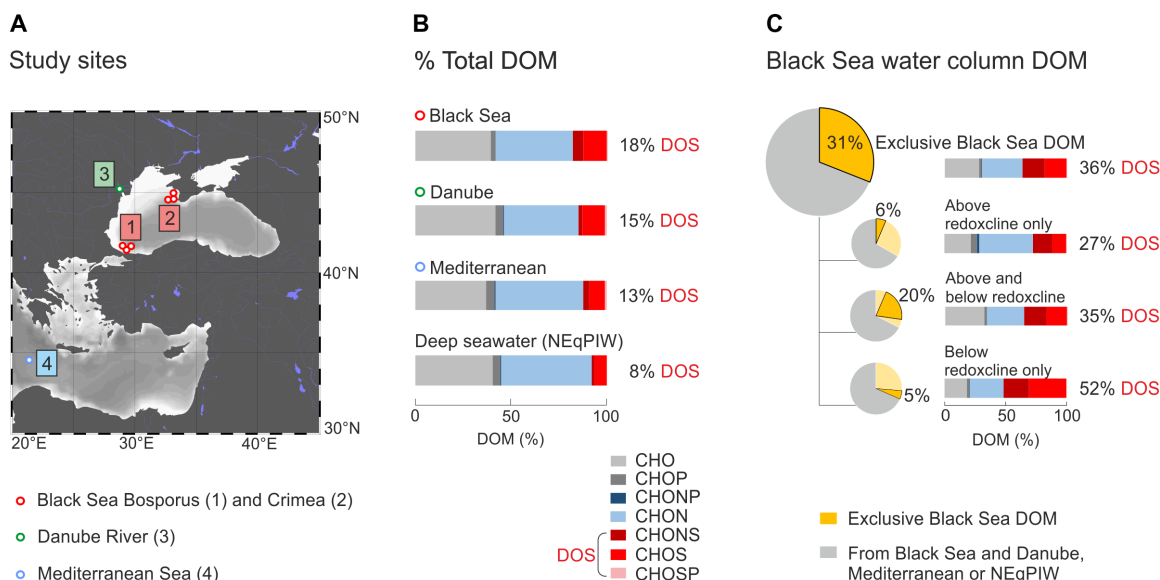 A
Study sites
50°N
40°N
30°N
20°E
30°E
40°E
3
2
1
4
Black Sea Bosporus (1) and Crimea (2)
Danube River (3)
Mediterranean Sea (4)
B
% Total DOM
Black Sea
18% DOS
Danube
15% DOS
Mediterranean
13% DOS
Deep seawater (NEqPIW)
8% DOS
0
50
100
DOM (%)
CHO
CHOP
CHONP
CHON
CHONS
DOS
CHOS
CHOSP
C
Black Sea water column DOM
31%
Exclusive Black Sea DOM
36% DOS
6%
Above
redoxcline only
27% DOS
20%
Above and
below redoxcline
35% DOS
5%
Below
redoxcline only
52% DOS
0
50
100
DOM (%)
Exclusive Black Sea DOM
From Black Sea and Danube,
Mediterranean or NEqPIW